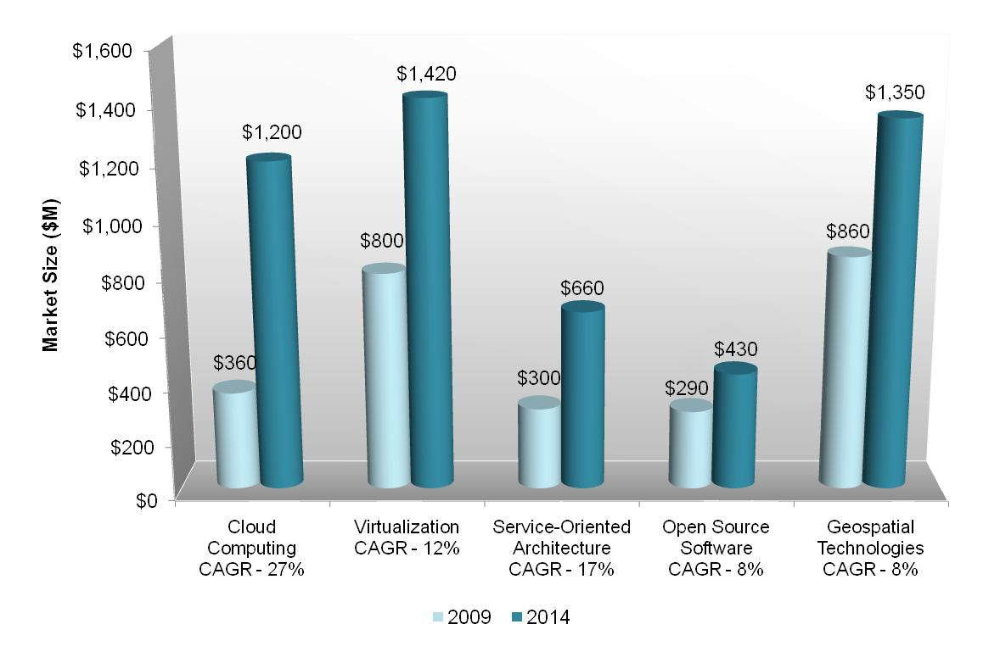 $1,600
$1,400
$1,200
$1,000
$800
$600
$400
$200
$0
Market Size ($M)
$360
$1,200
$800
$1,420
$300
$660
$290
$430
$860
$1,350
Cloud
Computing
CAGR - 27%
Virtualization
CAGR - 12%
Service-Oriented
Architecture
CAGR - 17%
Open Source
Software
CAGR - 8%
Geospatial
Technologies
CAGR - 8%
2009
2014